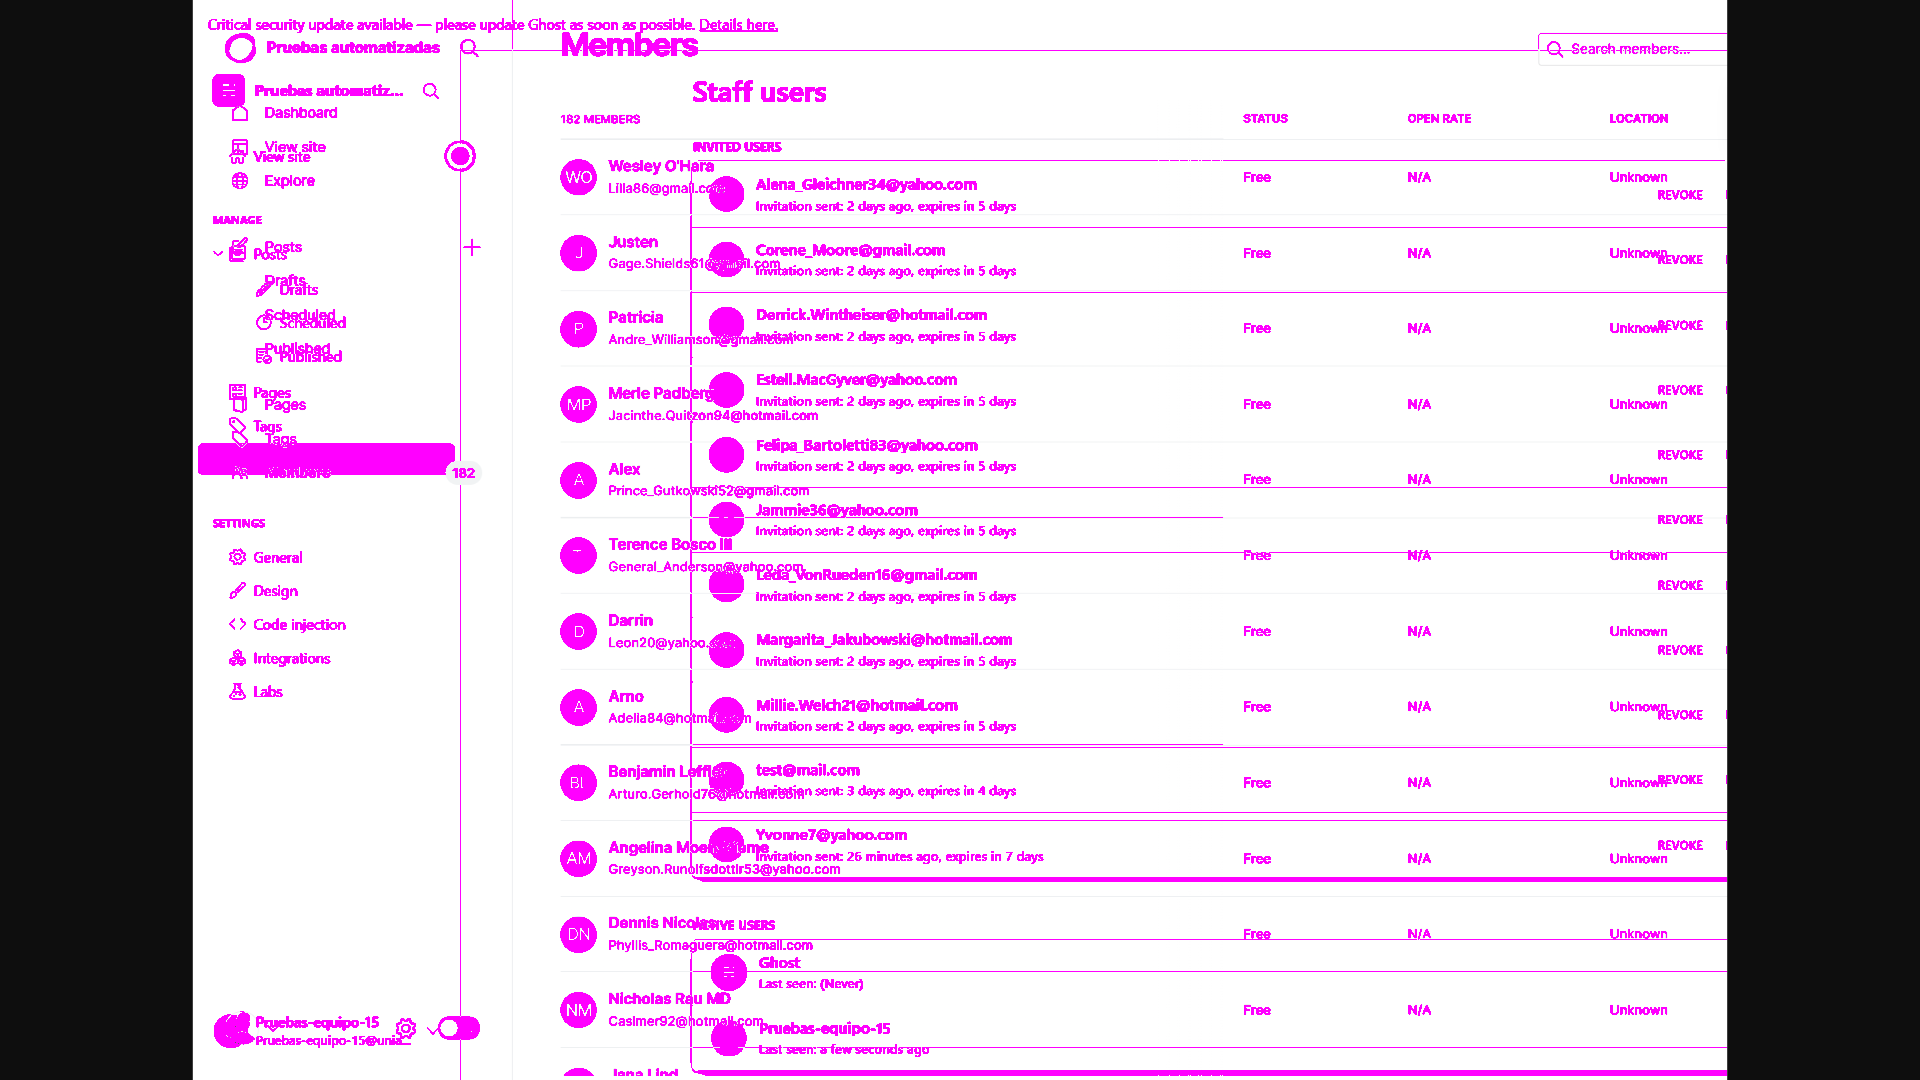 Critical security update available — please update Ghost as soon as possible. Details here.
Pruebas automatizadas
Members
Search members...
Pruebas automatiz...
Staff users
Dashboard
182 MEMBERS
STATUS
OPEN RATE
LOCATION
View site
View site
INVITED USERS
Explore
MANAGE
Posts
Posts
Drafts
Drafts
Scheduled
Scheduled
Published
Published
Pages
Pages
Tags
Tags
Members
182
SETTINGS
General
Design
Code injection
Integrations
Labs
Pruebas-equipo-15
WO
Wesley O'Hara
Lilla86@gmail.com
Free
N/A
Unknown
Alena_Gleichner34@yahoo.com
Invitation sent: 2 days ago, expires in 5 days
REVOKE
J
Justen
Gage.Shields61@gmail.com
Free
N/A
Unknown
Corene_Moore@gmail.com
Invitation sent: 2 days ago, expires in 5 days
REVOKE
P
Patricia
Andre_Williamson@gmail.com
Free
N/A
Unknown
Derrick.Wintheiser@hotmail.com
Invitation sent: 2 days ago, expires in 5 days
REVOKE
MP
Merle Padberg
Jacinthe.Quitzon94@hotmail.com
Free
N/A
Unknown
Estell.MacGyver@yahoo.com
Invitation sent: 2 days ago, expires in 5 days
REVOKE
Felipa_Bartoletti83@yahoo.com
Invitation sent: 2 days ago, expires in 5 days
REVOKE
A
Alex
Prince_Gutkowski52@gmail.com
Free
N/A
Unknown
Jammie36@yahoo.com
Invitation sent: 2 days ago, expires in 5 days
REVOKE
T
Terence Bosco III
General_Anderson@yahoo.com
Free
N/A
Unknown
Leda_VonRueden16@gmail.com
Invitation sent: 2 days ago, expires in 5 days
REVOKE
D
Darrin
Free
N/A
Unknown
Margarita_Jakubowski@hotmail.com
Invitation sent: 2 days ago, expires in 5 days
REVOKE
A
Arno
Adelia84@hotmail.com
Free
N/A
Unknown
Millie.Welch21@hotmail.com
Invitation sent: 2 days ago, expires in 5 days
REVOKE
BL
Benjamin Leffler
Arturo.Gerhold76@hotmail.com
Free
N/A
Unknown
test@mail.com
Invitation sent: 3 days ago, expires in 4 days
REVOKE
AM
Angelina
Greyson.Runolfsdottir53@yahoo.com
Free
N/A
Unknown
Yvonne7@yahoo.com
Invitation sent: 26 minutes ago, expires in 7 days
REVOKE
DN
Dennis Nicolas
Phyllis_Romaguera@hotmail.com
Free
N/A
Unknown
ACTIVE USERS
Ghost
Last seen: (Never)
NM
Nicholas Rau MD
Casimer92@hotmail.com
Free
N/A
Unknown
Pruebas-equipo-15
Last seen: a few seconds ago
Jana Lind